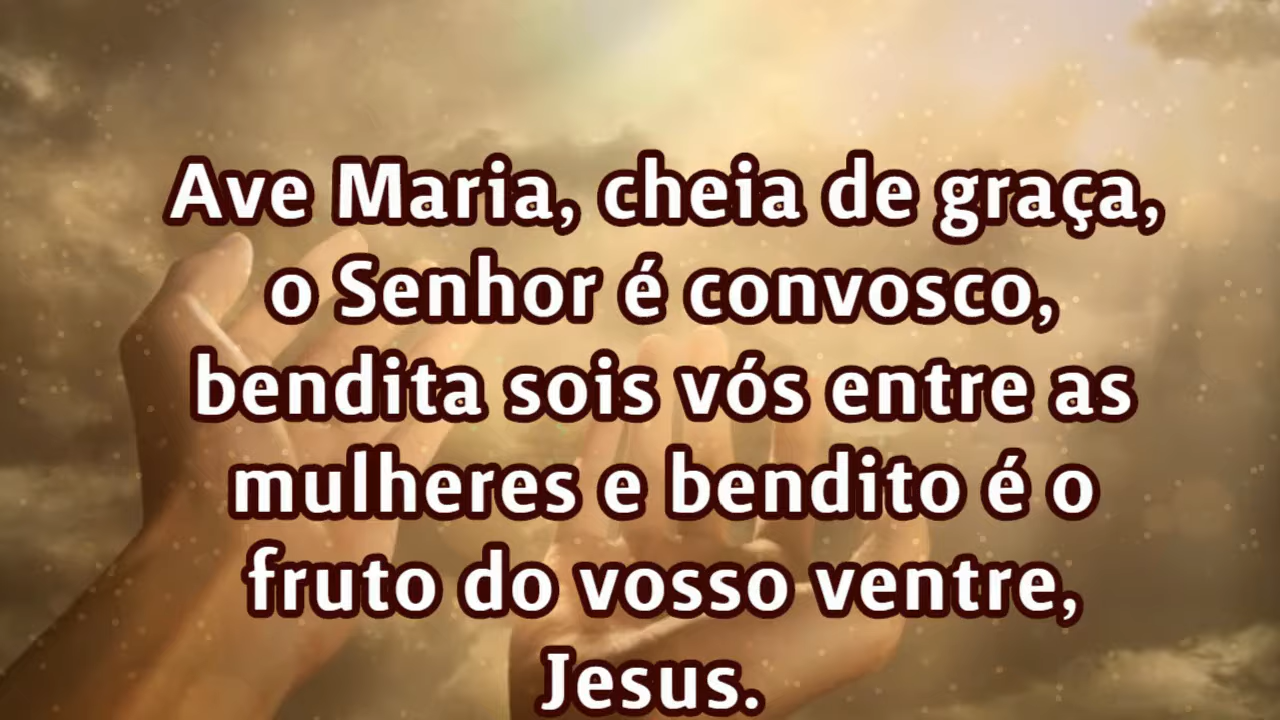 Ave Maria, cheia de graça,
o Senhor é convosco,
bendita sois vós entre as
mulheres e bendito é o
fruto do vosso ventre,
Jesus.